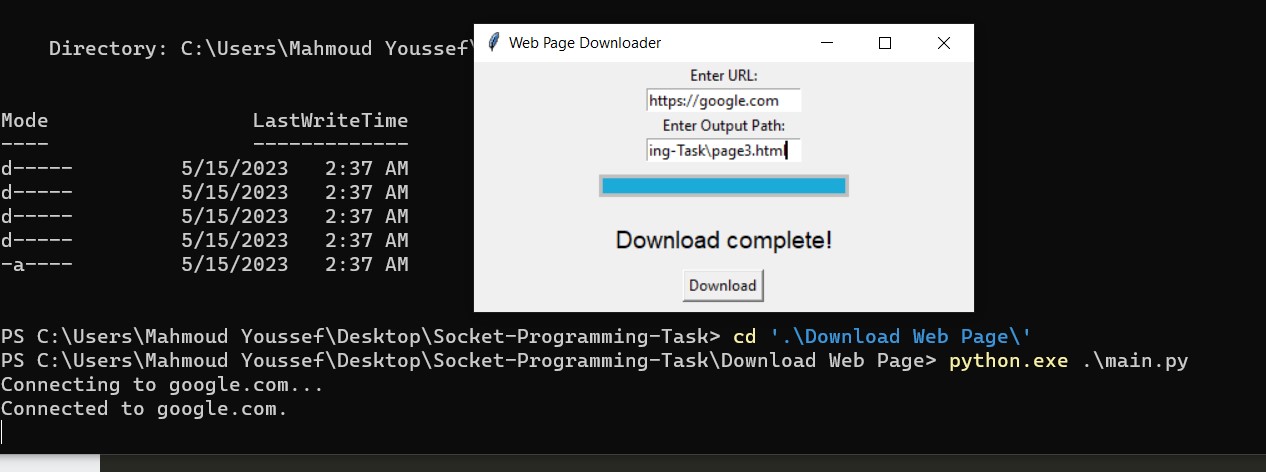 Directory: C:\Users\Mahmoud Youssef\
Mode LastWriteTime
---- -------------
d----- 5/15/2023 2:37 AM
d----- 5/15/2023 2:37 AM
d----- 5/15/2023 2:37 AM
d----- 5/15/2023 2:37 AM
-a---- 5/15/2023 2:37 AM
Web Page Downloader
Enter URL:
https://google.com
Enter Output Path:
ing-Task\page3.html
Download complete!
Download
PS C:\Users\Mahmoud Youssef\Desktop\Socket-Programming-Task> cd '.\Download Web Page\'
PS C:\Users\Mahmoud Youssef\Desktop\Socket-Programming-Task\Download Web Page> python.exe .\main.py
Connecting to google.com...
Connected to google.com.